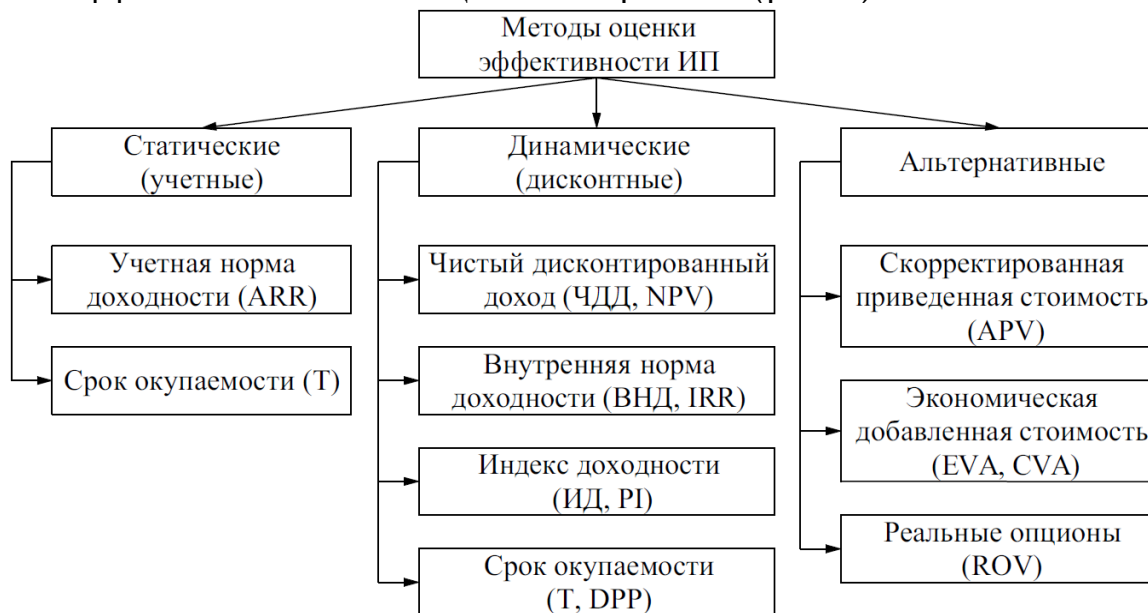 Методы оценки
эффективности ИП
Статические
(учетные)
Динамические
(дисконтные)
Альтернативные
Учетная норма
доходности (ARR)
Чистый дисконтированный
доход (ЧДД, NPV)
Скорректированная
приведенная стоимость
(APV)
Срок окупаемости (Т)
Внутренняя норма
доходности (ВНД, IRR)
Экономическая
добавленная стоимость
(EVA, CVA)
Индекс доходности
(ИД, PI)
Реальные опционы
(ROV)
Срок окупаемости
(Т, DPP)